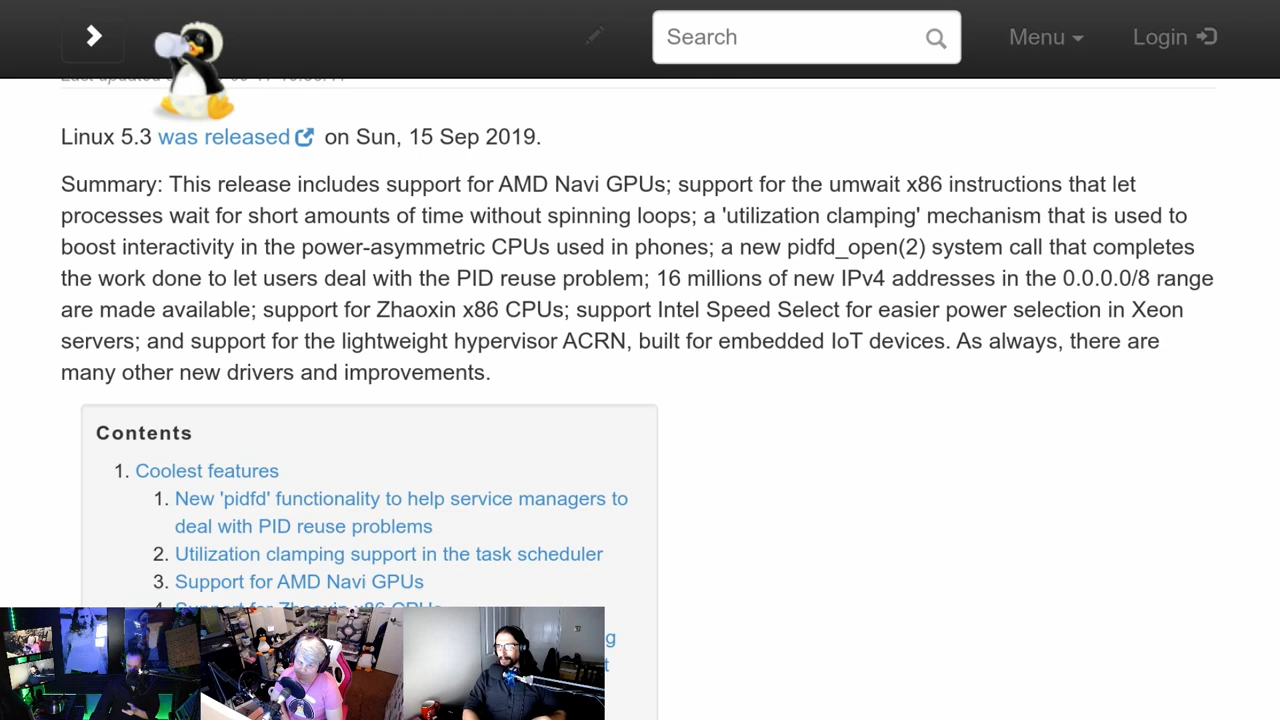 Search
Menu
Login
Linux 5.3 was released on Sun, 15 Sep 2019.
Summary: This release includes support for AMD Navi GPUs; support for the umwait x86 instructions that let
processes wait for short amounts of time without spinning loops; a 'utilization clamping' mechanism that is used to
boost interactivity in the power-asymmetric CPUs used in phones; a new pidfd_open(2) system call that completes
the work done to let users deal with the PID reuse problem; 16 millions of new IPv4 addresses in the 0.0.0.0/8 range
are made available; support for Zhaoxin x86 CPUs; support Intel Speed Select for easier power selection in Xeon
servers; and support for the lightweight hypervisor ACRN, built for embedded IoT devices. As always, there are
many other new drivers and improvements.
Contents
1. Coolest features
1. New 'pidfd' functionality to help service managers to
deal with PID reuse problems
2. Utilization clamping support in the task scheduler
3. Support for AMD Navi GPUs